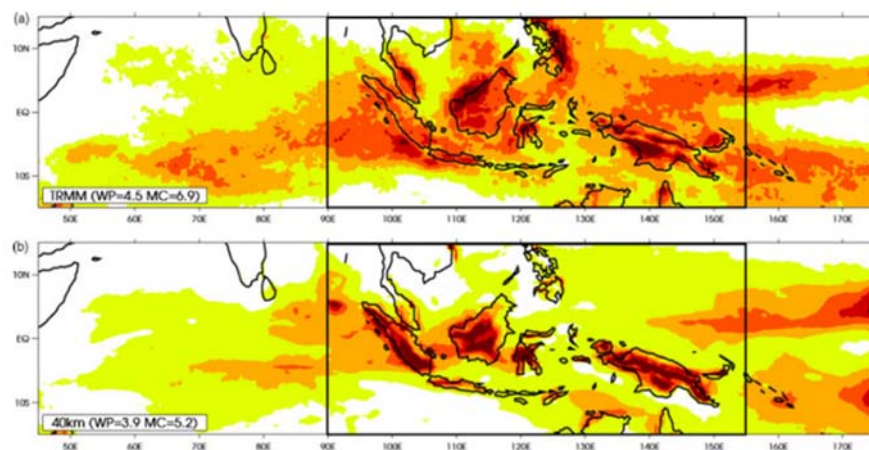 (a)
10N
EQ
10S
TRMM (WP=4.5 MC=6.9)
50E 60E 70E 80E 90E 100E 110E 120E 130E 140E 150E 160E 170E
(b)
10N
EQ
10S
40km (WP=3.9 MC=5.2)
50E 60E 70E 80E 90E 100E 110E 120E 130E 140E 150E 160E 170E